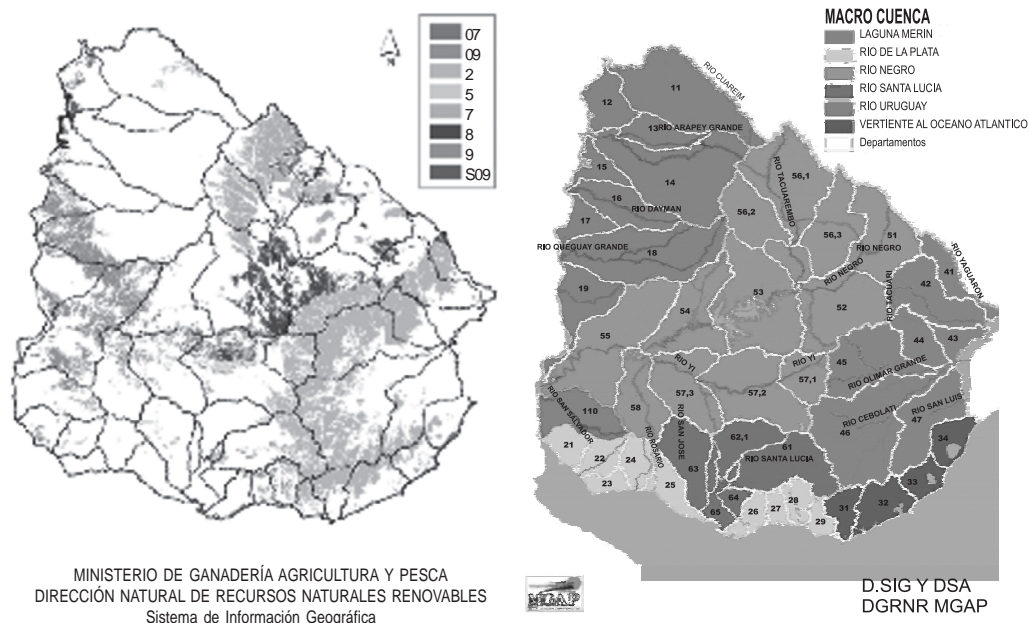 07
09
2
5
7
8
9
S09
N
MINISTERIO DE GANADERÍA AGRICULTURA Y PESCA
DIRECCIÓN NATURAL DE RECURSOS NATURALES RENOVABLES
Sistema de Información Geográfica
MACRO CUENCA
LAGUNA MERIN
RIO DE LA PLATA
RIO NEGRO
RIO SANTA LUCIA
RIO URUGUAY
VERTIENTE AL OCEANO ATLANTICO
Departamentos
RIO CUAREIM
11
12
13 RIO ARAPEY GRANDE
15
14
RIO TACUAREMBO
56,1
16
RIO DAYMAN
56,2
17
56,3
51
RIO QUEGUAY GRANDE
18
RIO NEGRO
RIO NEGRO
RIO YAGUARON
41
42
RIO TACUARI
19
53
54
52
55
44
43
RIO YI
RIO YI
45
57,1
RIO OLIMAR GRANDE
57,3
57,2
110
58
RIO SAN SALVADOR
RIO SAN JOSE
RIO CEBOLATI
46
RIO SAN LUIS
47
21
22
24
23
RIO ROSARIO
62,1
61
RIO SANTA LUCIA
34
63
25
33
64
65
26
27
28
29
31
32
MGAP
D.SIG Y DSA
DGRNR MGAP